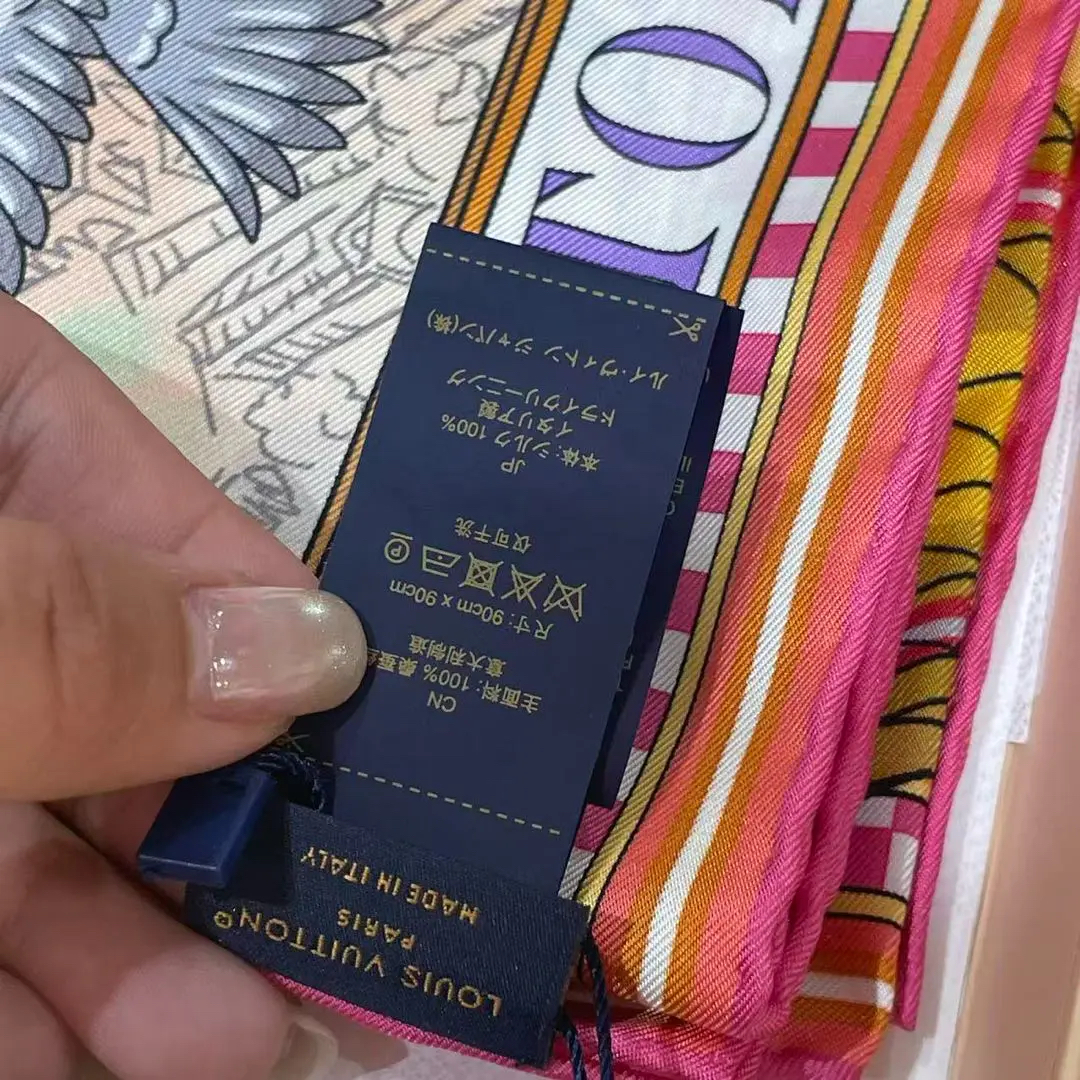 LOUIS VUITTON®
PARIS
MADE IN ITALY
CN
主面料: 100% 桑蚕
意大利制造
尺寸: 90cm x 90cm
P
仅可干洗
JP
本体: シルク 100%
イタリア製
ドライクリーニング
ルイ・ヴィトン ジャパン(株)